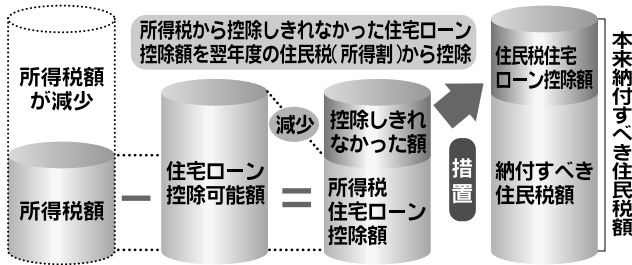 所得税から控除しきれなかった住宅ローン
控除額を翌年度の住民税(所得割)から控除
所得税額
が減少
所得税額
住宅ローン
控除可能額
減少
控除しきれ
なかった額
所得税
住宅ローン
控除額
措置
住民税住宅
ローン控除額
納付すべき
住民税額
本来納付すべき住民税額